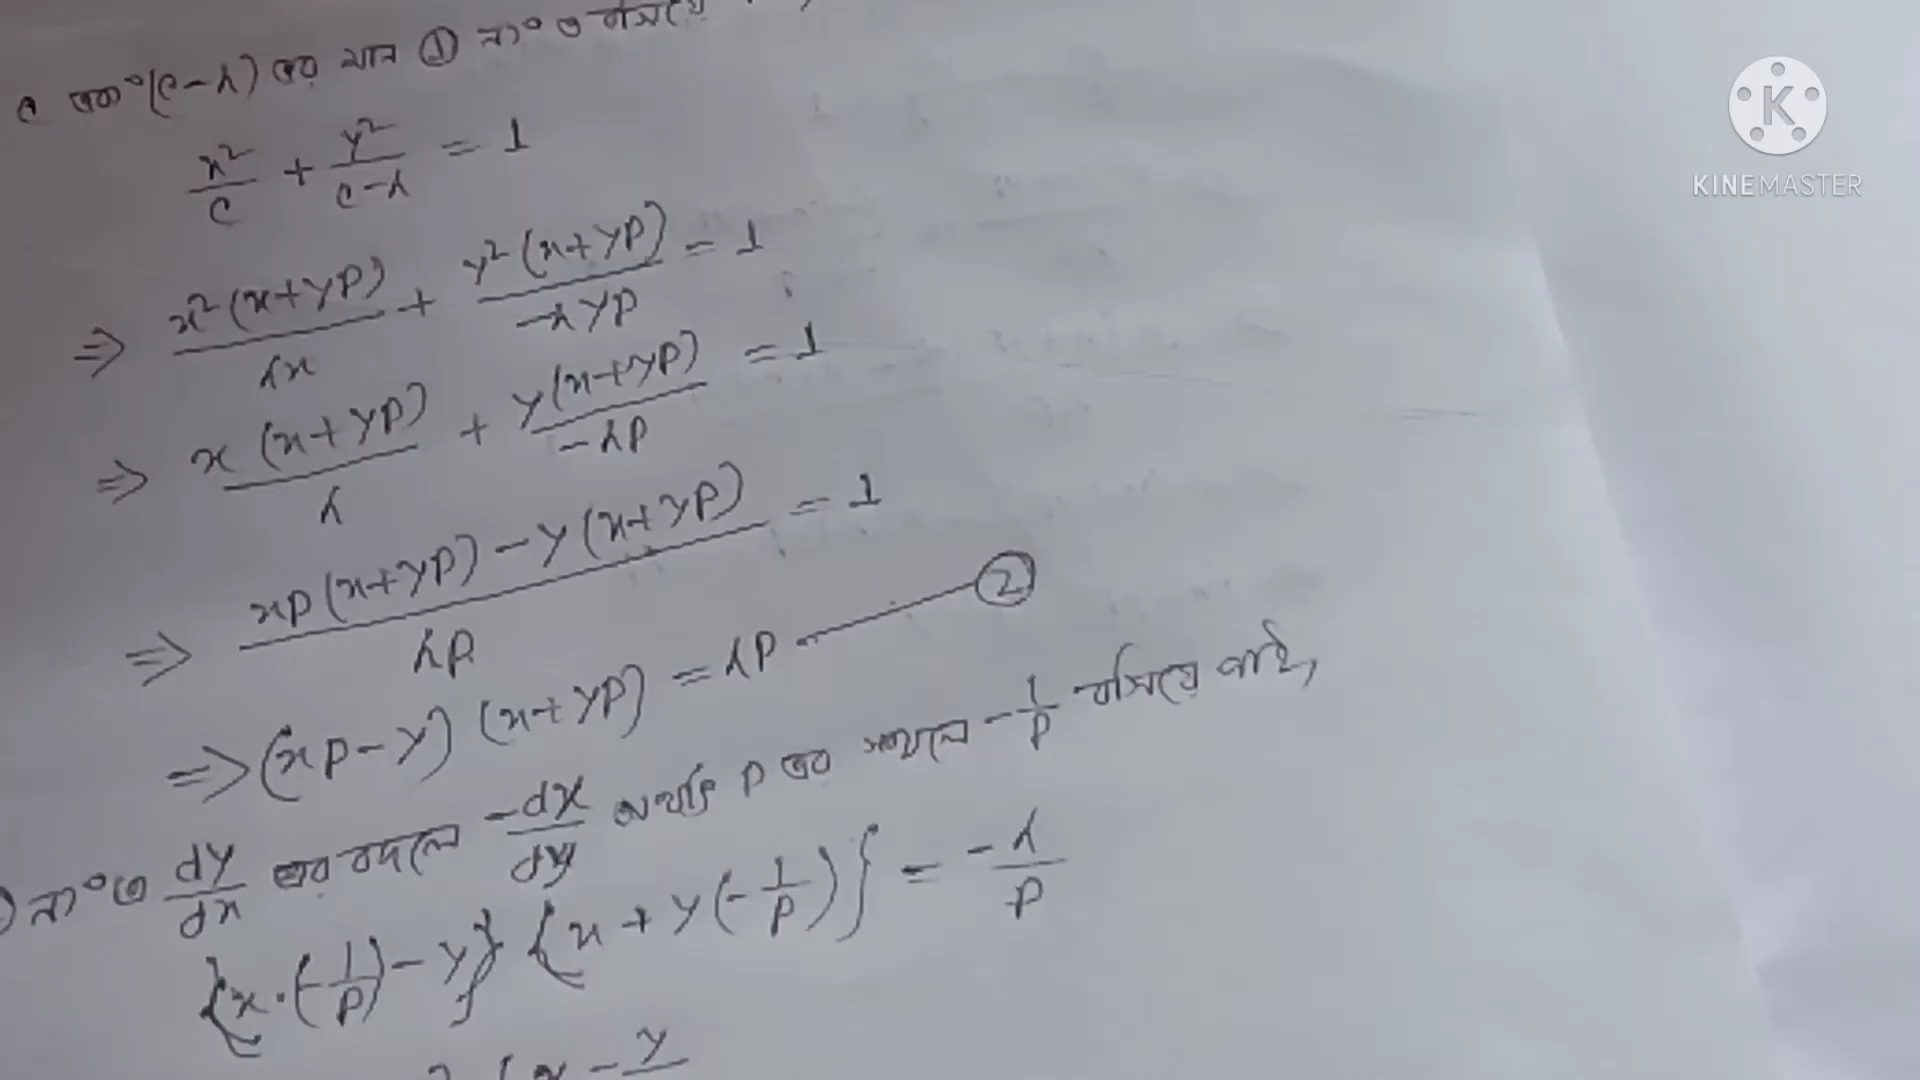 c এবং (c-λ) এর মান ① নং এ বসিয়ে
x²/c + y²/(c-λ) = 1
⇒ x²(x+yp)/λx + y²(x+yp)/(-λyp) = 1
⇒ x(x+yp)/λ + y(x+yp)/(-λp) = 1
⇒ (xp(x+yp) - y(x+yp))/λp = 1
⇒ (xp-y)(x+yp) = λp — ②
নং এ dy/dx এর বদলে -dx/dy অর্থাৎ p এর স্থলে -1/p বসিয়ে পাই,
{x·(-1/p) - y} {x + y(-1/p)} = -λ/p
x - y
KINEMASTER